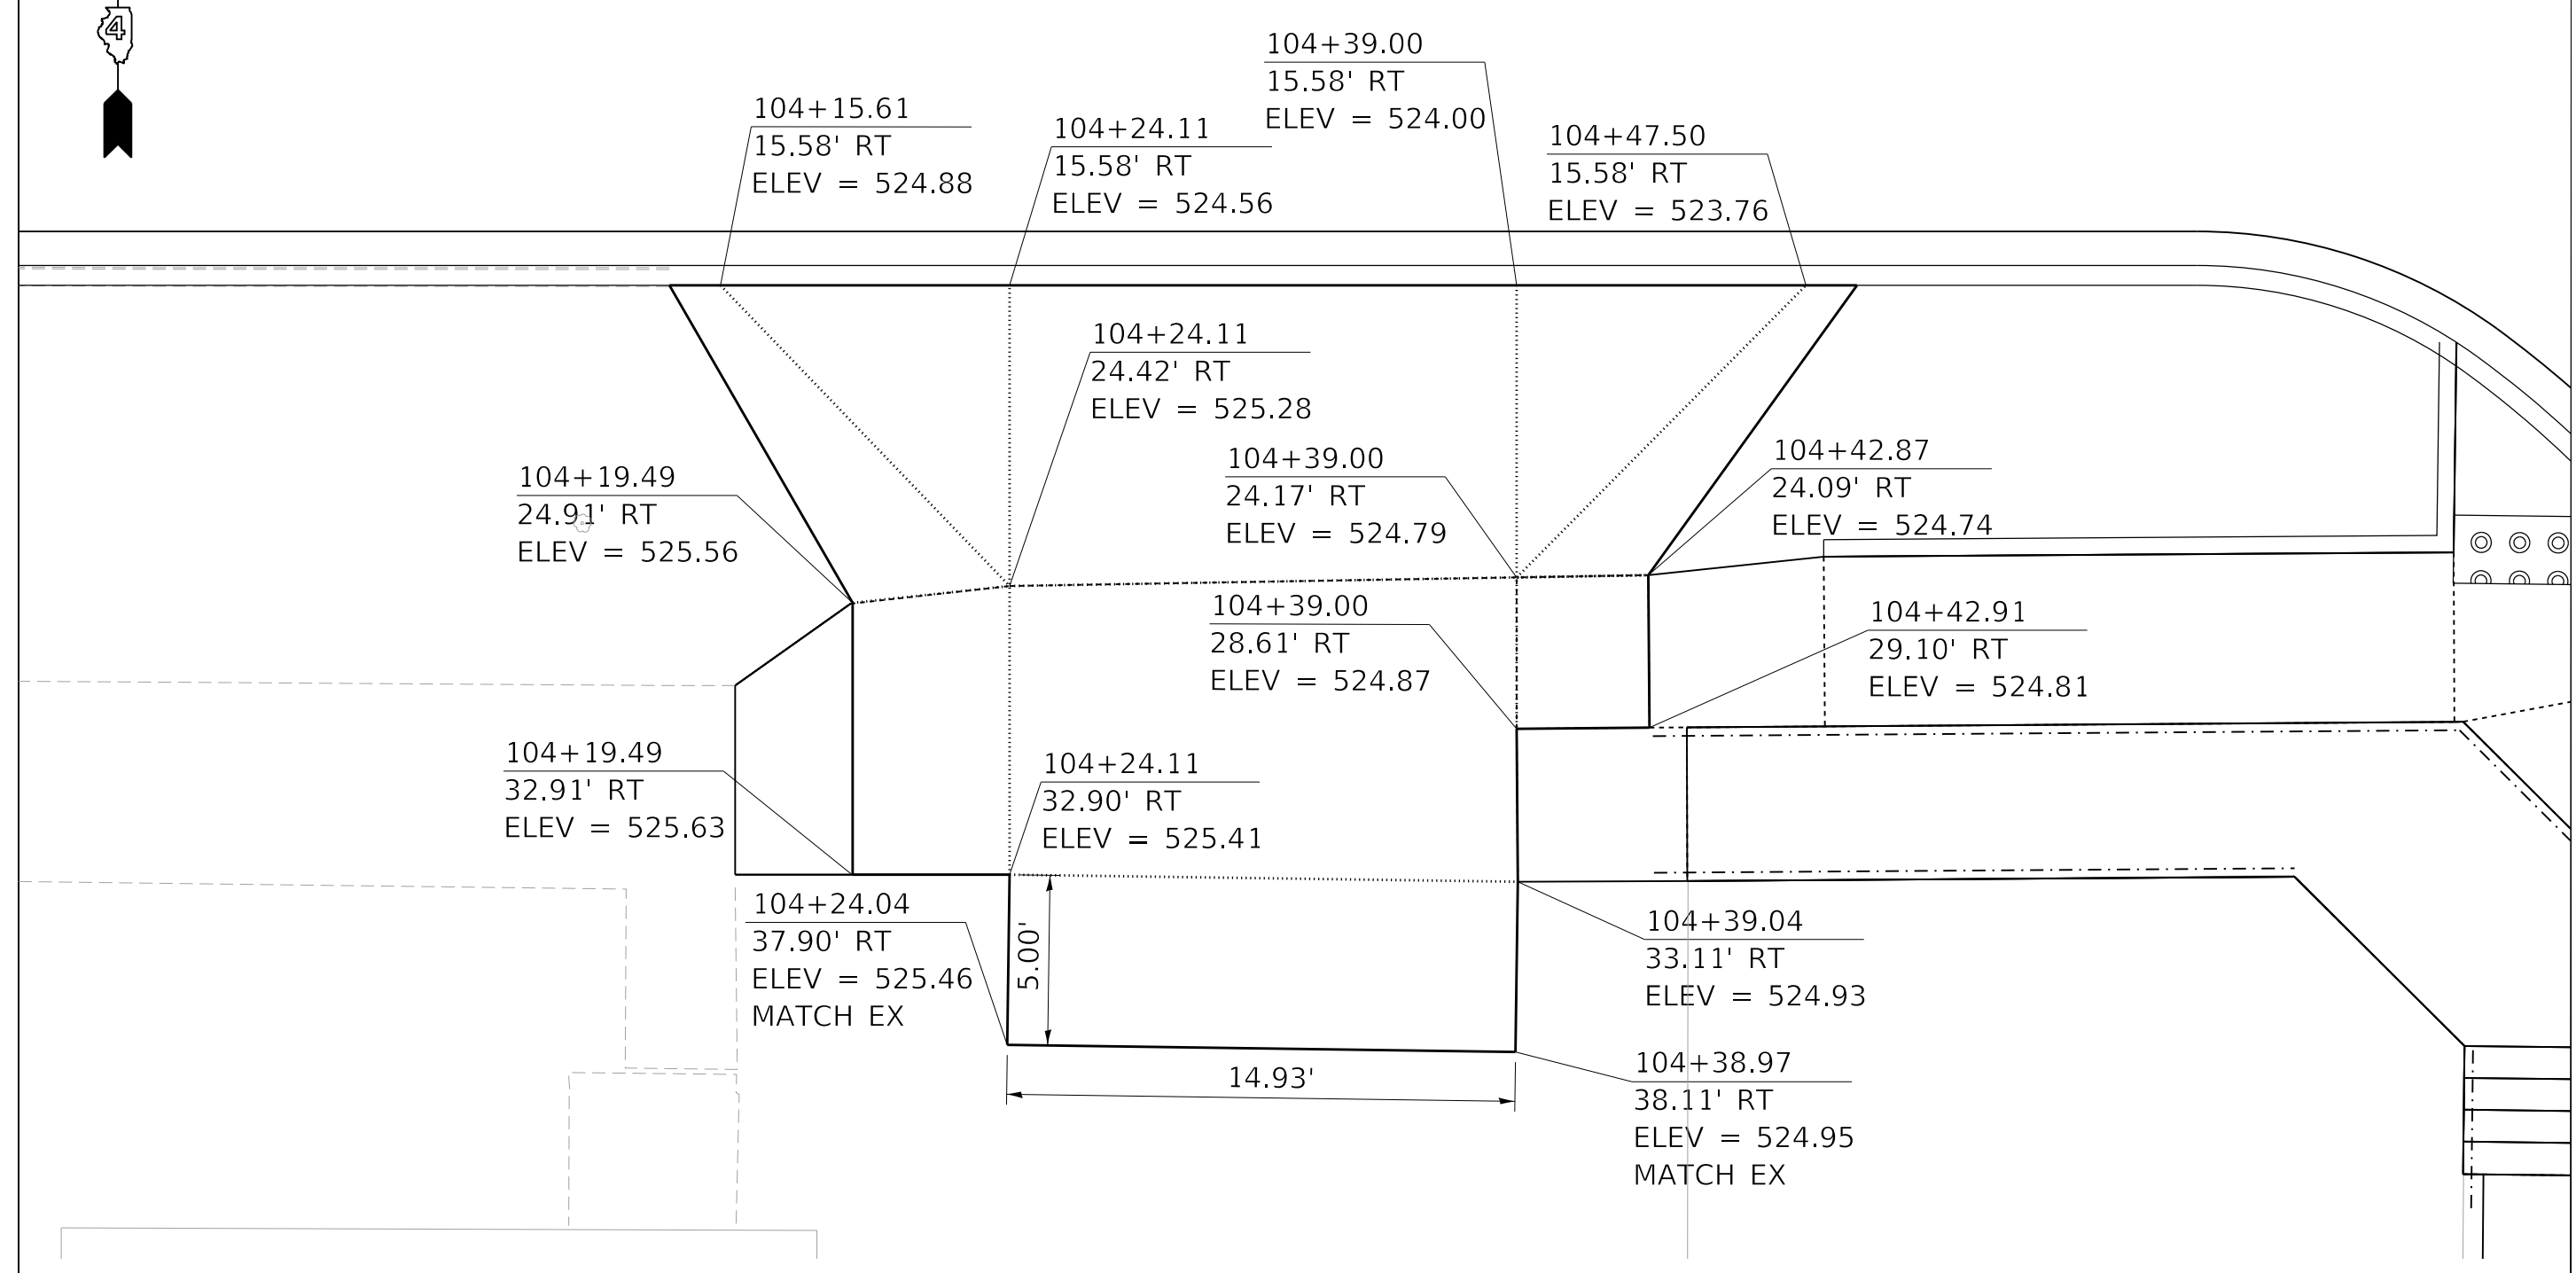 4
104+39.00
15.58' RT
ELEV = 524.00
104+15.61
15.58' RT
ELEV = 524.88
104+24.11
15.58' RT
ELEV = 524.56
104+47.50
15.58' RT
ELEV = 523.76
104+24.11
24.42' RT
ELEV = 525.28
104+19.49
24.91' RT
ELEV = 525.56
104+39.00
24.17' RT
ELEV = 524.79
104+42.87
24.09' RT
ELEV = 524.74
104+39.00
28.61' RT
ELEV = 524.87
104+42.91
29.10' RT
ELEV = 524.81
104+19.49
32.91' RT
ELEV = 525.63
104+24.11
32.90' RT
ELEV = 525.41
104+24.04
37.90' RT
ELEV = 525.46
MATCH EX
5.00'
104+39.04
33.11' RT
ELEV = 524.93
14.93'
104+38.97
38.11' RT
ELEV = 524.95
MATCH EX